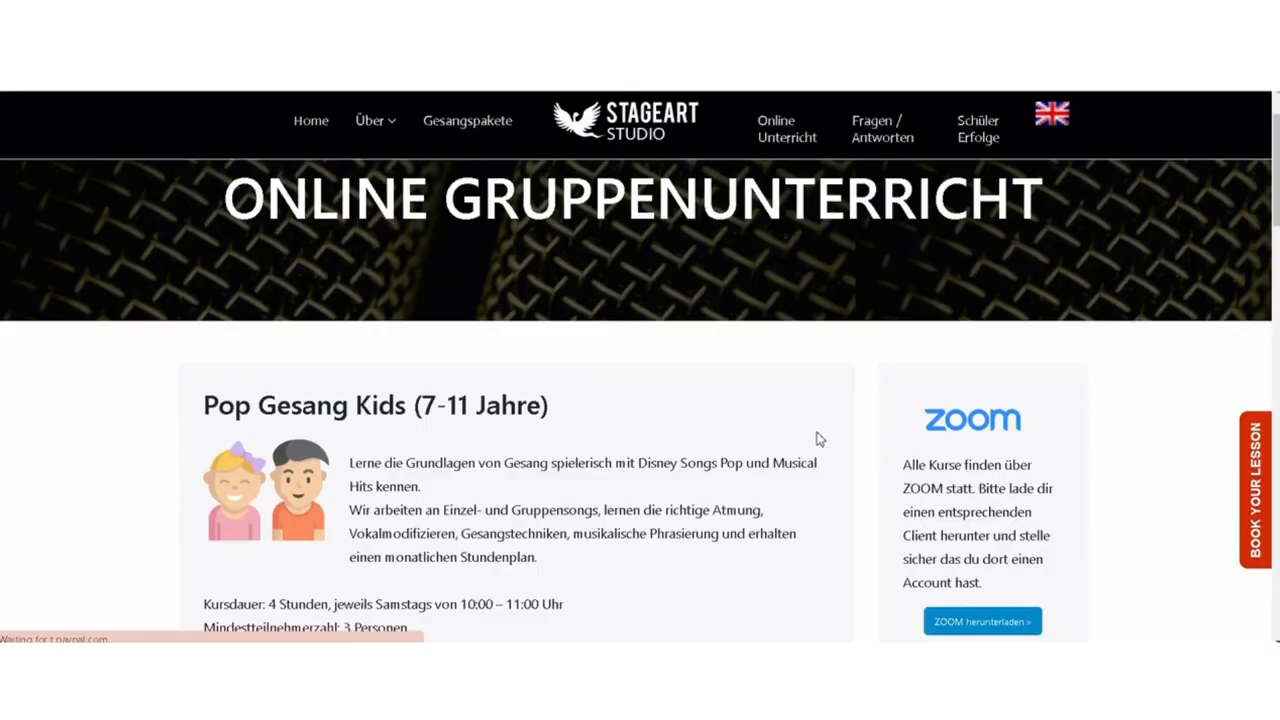 Home
Über
Gesangspakete
STAGEART
STUDIO
Online
Unterricht
Fragen /
Antworten
Schüler
Erfolge
ONLINE GRUPPENUNTERRICHT
Pop Gesang Kids (7-11 Jahre)
Lerne die Grundlagen von Gesang spielerisch mit Disney Songs Pop und Musical
Hits kennen.
Wir arbeiten an Einzel- und Gruppensongs, lernen die richtige Atmung,
Vokalmodifizieren, Gesangstechniken, musikalische Phrasierung und erhalten
einen monatlichen Stundenplan.
Kursdauer: 4 Stunden, jeweils Samstags von 10:00 – 11:00 Uhr
Mindestteilnehmerzahl: 3 Personen
zoom
Alle Kurse finden über
ZOOM statt. Bitte lade dir
einen entsprechenden
Client herunter und stelle
sicher das du dort einen
Account hast.
ZOOM herunterladen »
BOOK YOUR LESSON
Waiting for t.paypal.com...